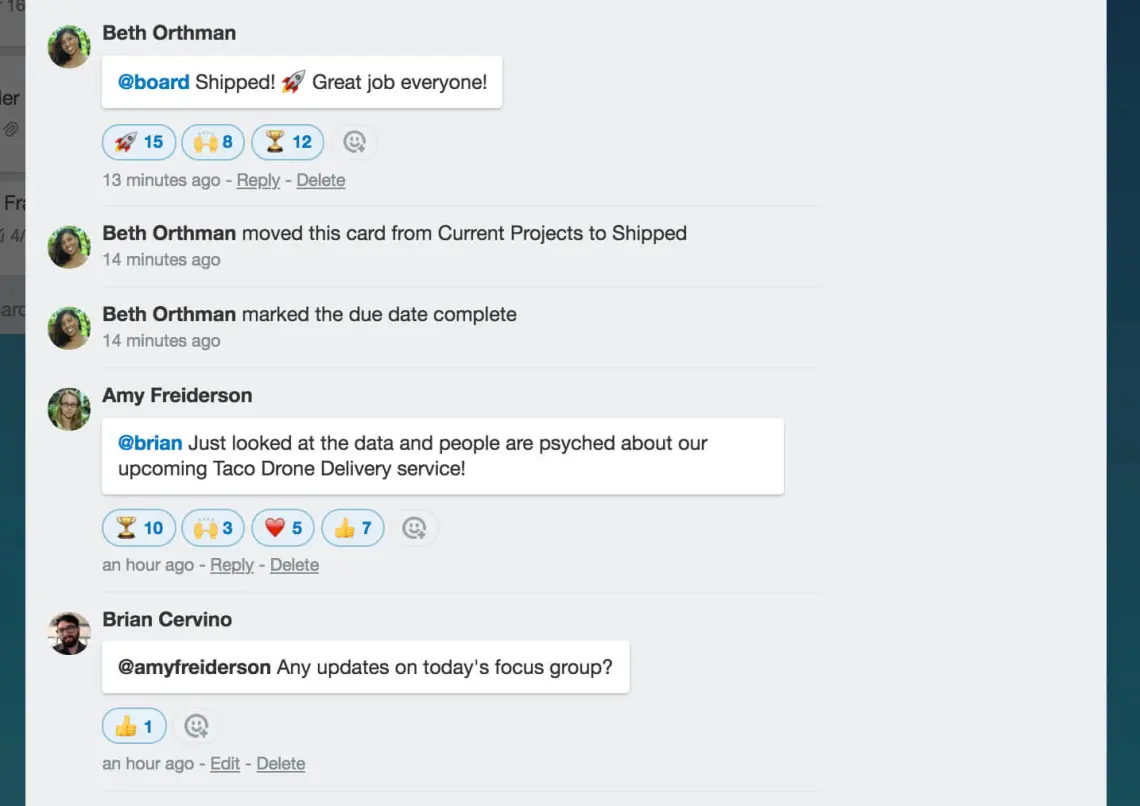 16
Beth Orthman
@board Shipped! 🚀 Great job everyone!
🚀 15 🙌 8 🏆 12
13 minutes ago - Reply - Delete
Beth Orthman moved this card from Current Projects to Shipped
14 minutes ago
Beth Orthman marked the due date complete
14 minutes ago
Amy Freiderson
@brian Just looked at the data and people are psyched about our
upcoming Taco Drone Delivery service!
🏆 10 🙌 3 ❤️ 5 👍 7
an hour ago - Reply - Delete
Brian Cervino
@amyfreiderson Any updates on today's focus group?
👍 1
an hour ago - Edit - Delete